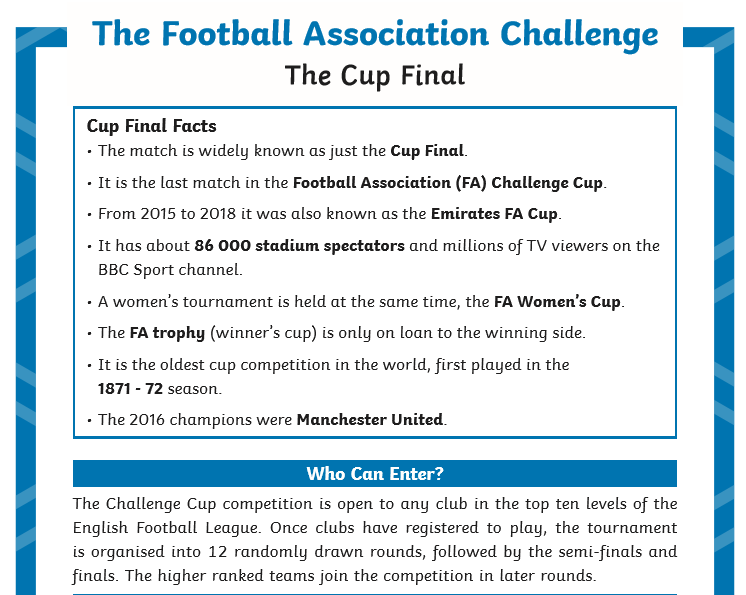 The Football Association Challenge
The Cup Final
Cup Final Facts
• The match is widely known as just the Cup Final.
• It is the last match in the Football Association (FA) Challenge Cup.
• From 2015 to 2018 it was also known as the Emirates FA Cup.
• It has about 86 000 stadium spectators and millions of TV viewers on the
BBC Sport channel.
• A women's tournament is held at the same time, the FA Women's Cup.
• The FA trophy (winner's cup) is only on loan to the winning side.
• It is the oldest cup competition in the world, first played in the
1871 - 72 season.
• The 2016 champions were Manchester United.
Who Can Enter?
The Challenge Cup competition is open to any club in the top ten levels of the
English Football League. Once clubs have registered to play, the tournament
is organised into 12 randomly drawn rounds, followed by the semi-finals and
finals. The higher ranked teams join the competition in later rounds.